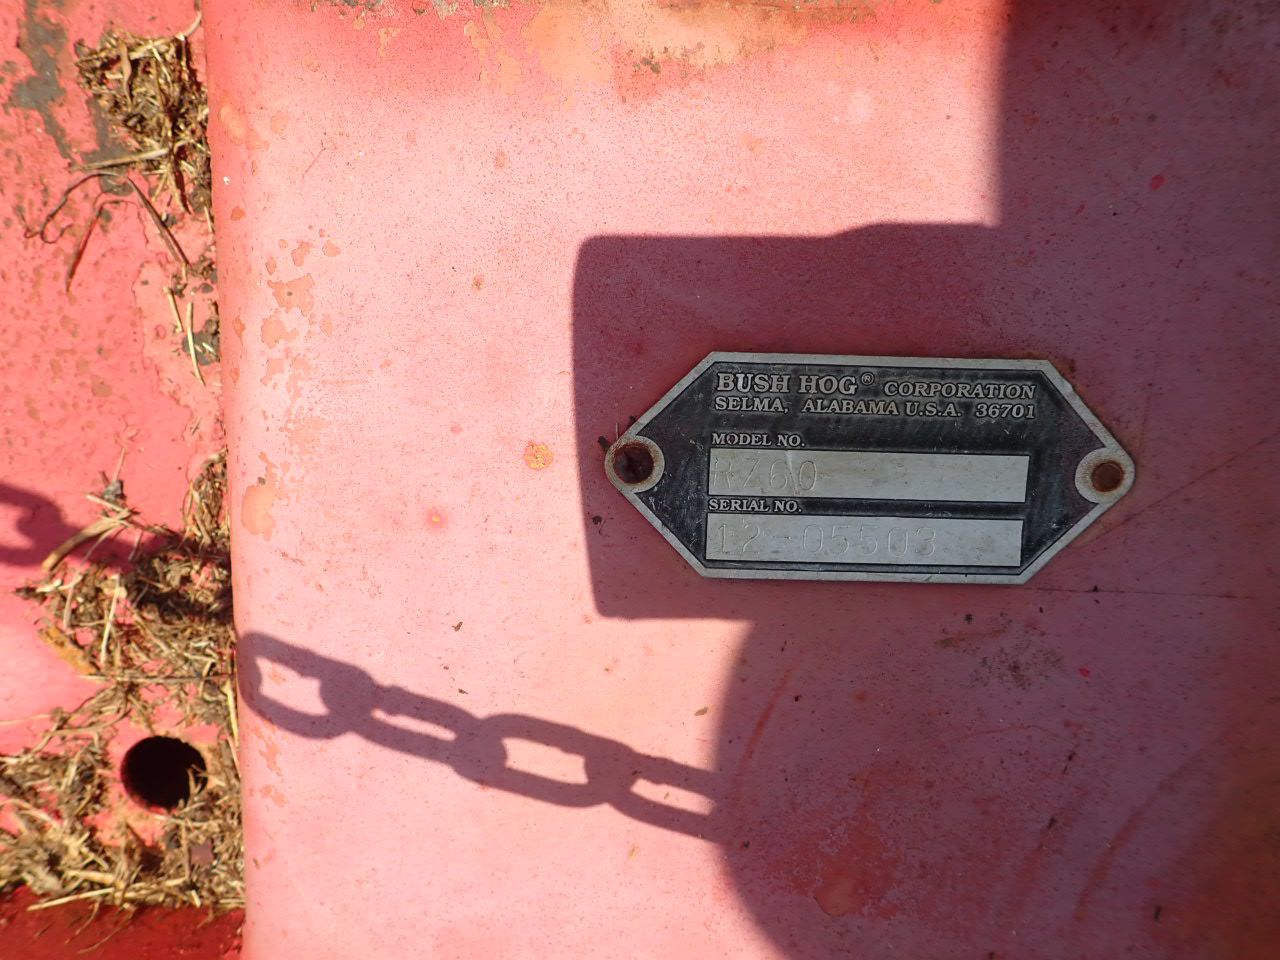 BUSH HOG® CORPORATION
SELMA, ALABAMA U.S.A. 36701
MODEL NO.
RZ60
SERIAL NO.
12-05503